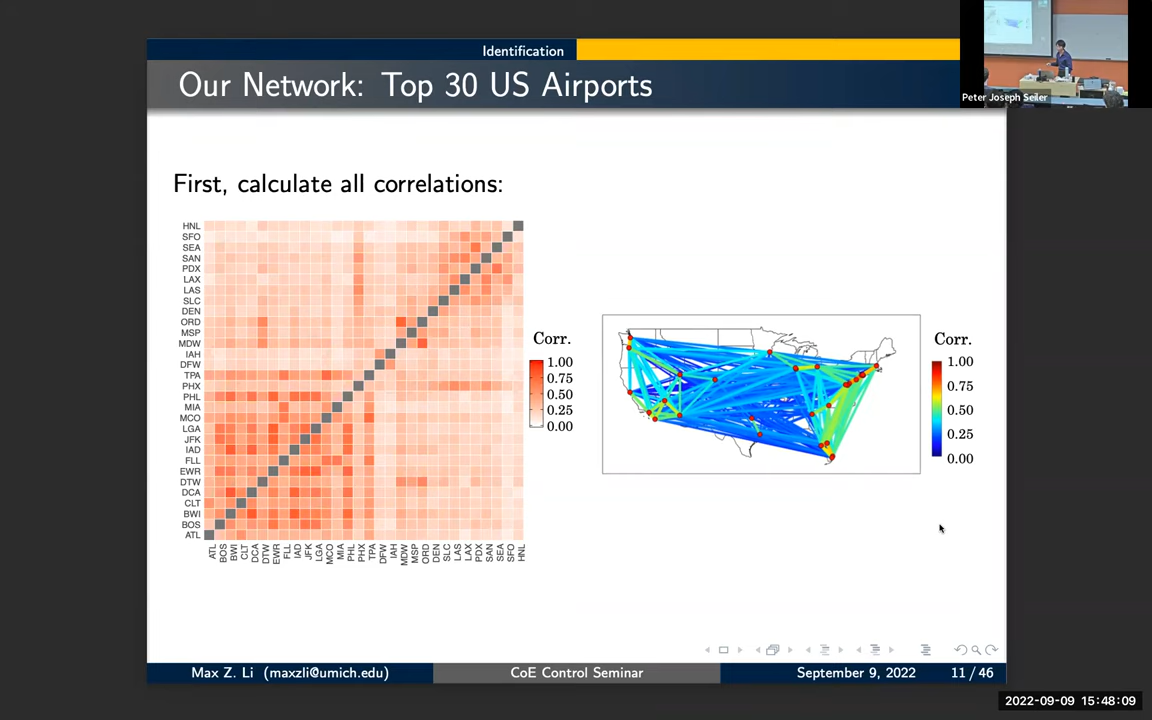 Identification
Our Network: Top 30 US Airports
Peter Joseph Seiler
First, calculate all correlations:
HNL
SFO
SEA
SAN
PDX
LAX
LAS
SLC
DEN
ORD
MSP
MDW
IAH
DFW
TPA
PHX
PHL
MIA
MCO
LGA
JFK
IAD
FLL
EWR
DTW
DCA
CLT
BWI
BOS
ATL
ATL BOS BWI CLT DCA DTW EWR FLL IAD JFK LGA MCO MIA PHL PHX TPA DFW IAH MDW MSP ORD DEN SLC LAS LAX PDX SAN SEA SFO HNL
Corr.
1.00
0.75
0.50
0.25
0.00
Corr.
1.00
0.75
0.50
0.25
0.00
Max Z. Li (maxzli@umich.edu) CoE Control Seminar September 9, 2022 11 / 46
2022-09-09 15:48:09